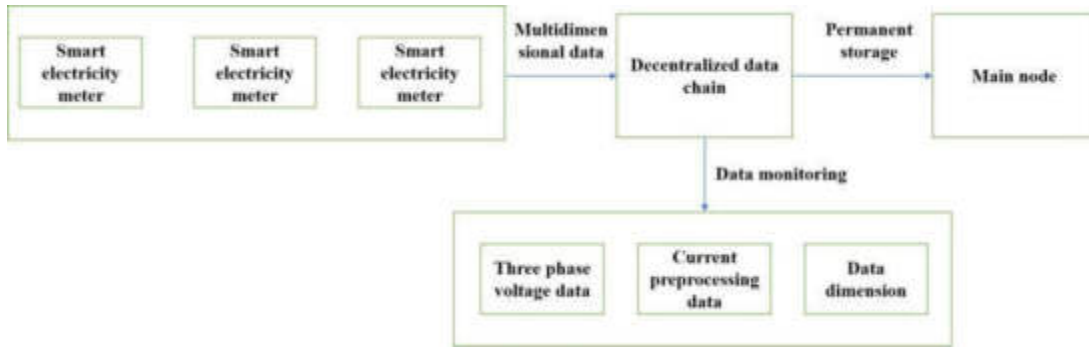 Smart
electricity
meter
Smart
electricity
meter
Smart
electricity
meter
Multidimen
sional data
Decentralized data
chain
Permanent
storage
Main node
Data monitoring
Three phase
voltage data
Current
preprocessing
data
Data
dimension